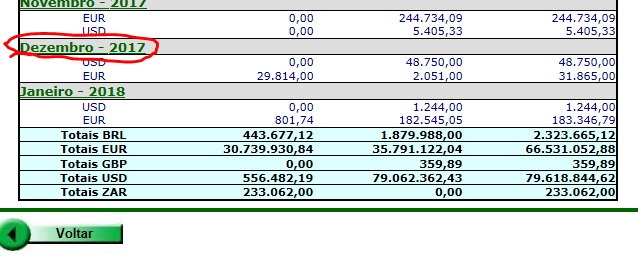 Novembro - 2017
EUR 0,00 244.734,09 244.734,09
USD 0,00 5.405,33 5.405,33
Dezembro - 2017
USD 0,00 48.750,00 48.750,00
EUR 29.814,00 2.051,00 31.865,00
Janeiro - 2018
USD 0,00 1.244,00 1.244,00
EUR 801,74 182.545,05 183.346,79
Totais BRL 443.677,12 1.879.988,00 2.323.665,12
Totais EUR 30.739.930,84 35.791.122,04 66.531.052,88
Totais GBP 0,00 359,89 359,89
Totais USD 556.482,19 79.062.362,43 79.618.844,62
Totais ZAR 233.062,00 0,00 233.062,00
Voltar